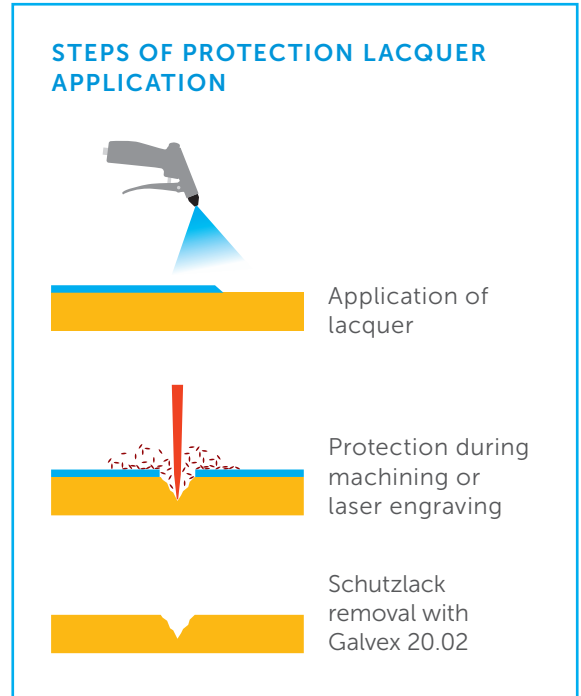 STEPS OF PROTECTION LACQUER
APPLICATION
Application of
lacquer
Protection during
machining or
laser engraving
Schutzlack
removal with
Galvex 20.02